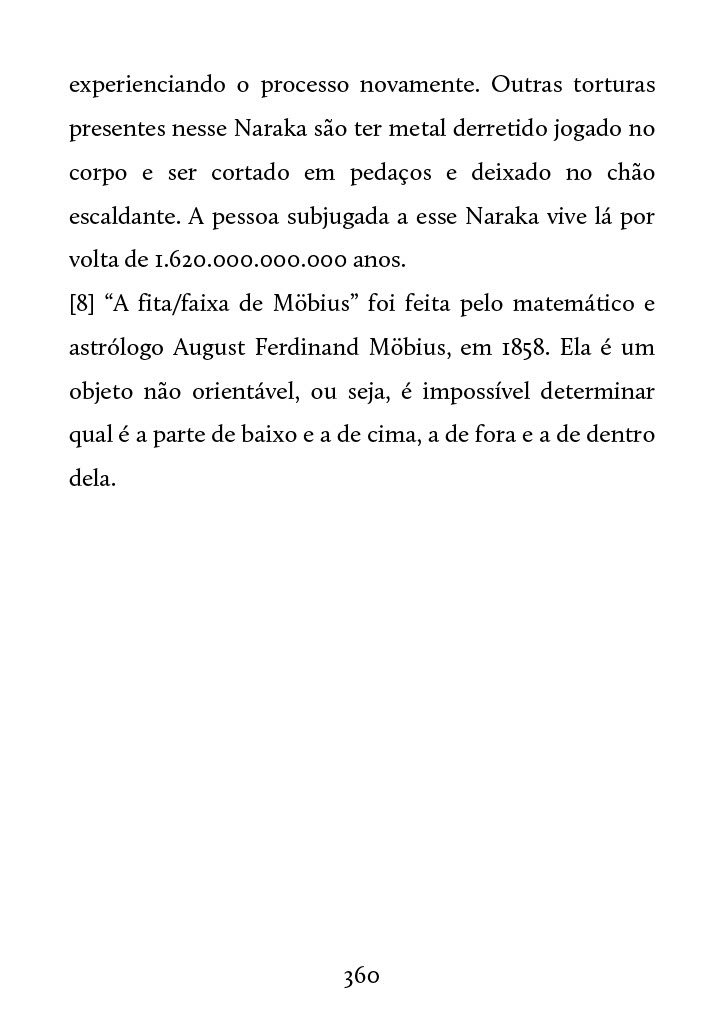 experienciando o processo novamente. Outras torturas
presentes nesse Naraka são ter metal derretido jogado no
corpo e ser cortado em pedaços e deixado no chão
escaldante. A pessoa subjugada a esse Naraka vive lá por
volta de 1.620.000.000.000 anos.
[8] “A fita/faixa de Möbius” foi feita pelo matemático e
astrólogo August Ferdinand Möbius, em 1858. Ela é um
objeto não orientável, ou seja, é impossível determinar
qual é a parte de baixo e a de cima, a de fora e a de dentro
dela.
360